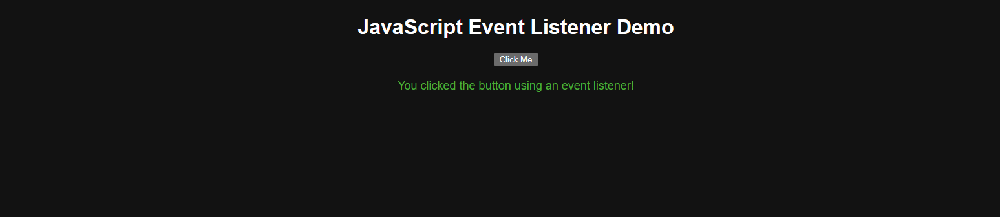 JavaScript Event Listener Demo
Click Me
You clicked the button using an event listener!